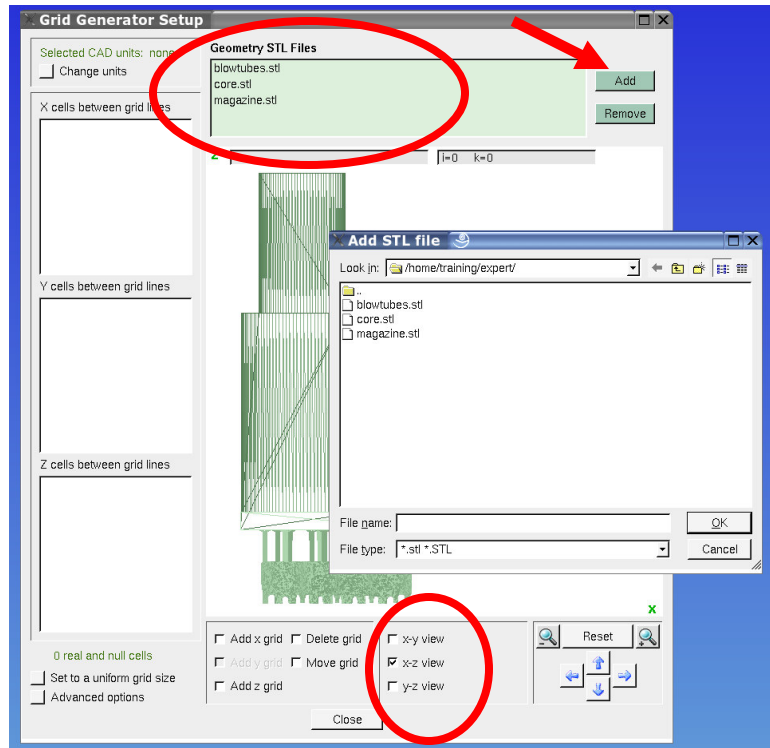 Grid Generator Setup
Selected CAD units: none
Change units
Geometry STL Files
blowtubes.stl
core.stl
magazine.stl
Add
Remove
X cells between grid lines
Z
i=0 k=0
Add STL file
Look in: /home/training/expert/
..
blowtubes.stl
core.stl
magazine.stl
Y cells between grid lines
Z cells between grid lines
File name:
OK
File type: *.stl *.STL
Cancel
X
Add x grid Delete grid x-y view Reset
0 real and null cells
Add y grid Move grid x-z view
Set to a uniform grid size
Add z grid y-z view
Advanced options
Close